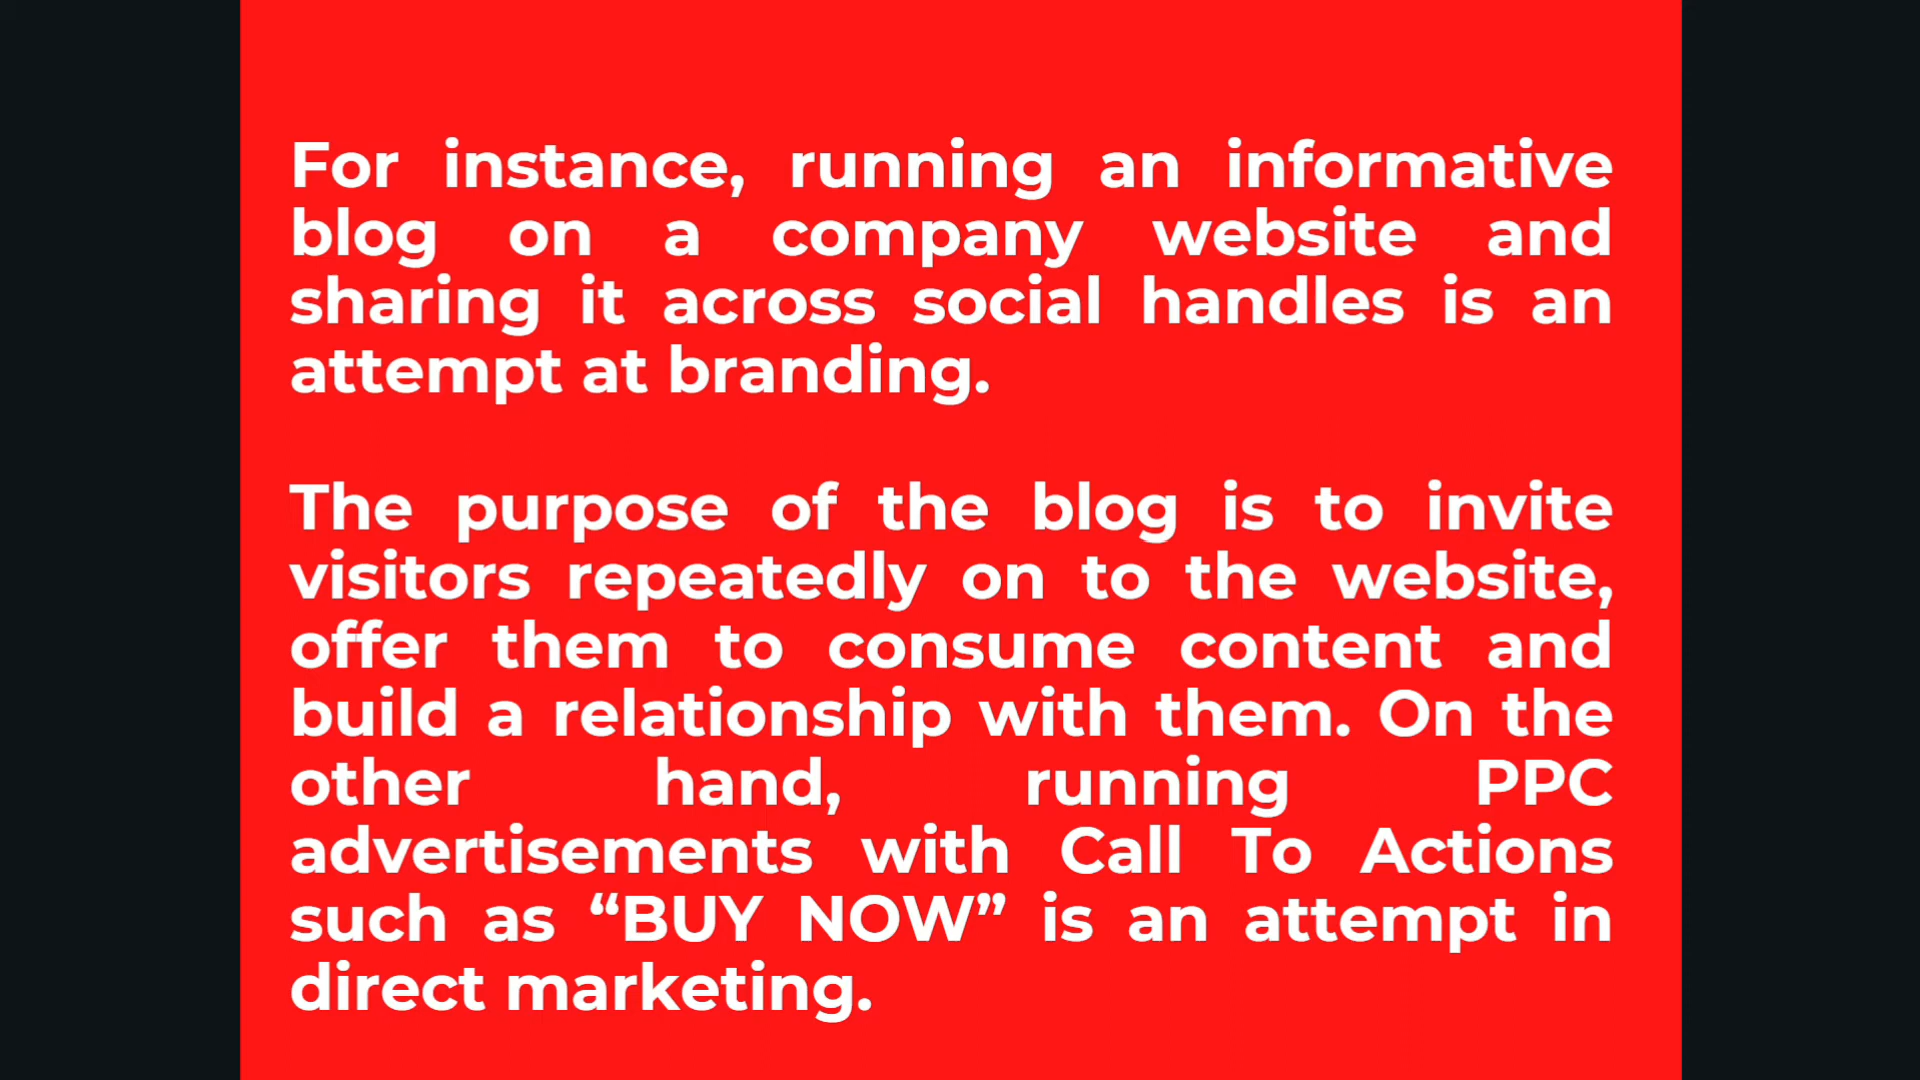 For instance, running an informative
blog on a company website and
sharing it across social handles is an
attempt at branding.
The purpose of the blog is to invite
visitors repeatedly on to the website,
offer them to consume content and
build a relationship with them. On the
other hand, running PPC
advertisements with Call To Actions
such as “BUY NOW” is an attempt in
direct marketing.